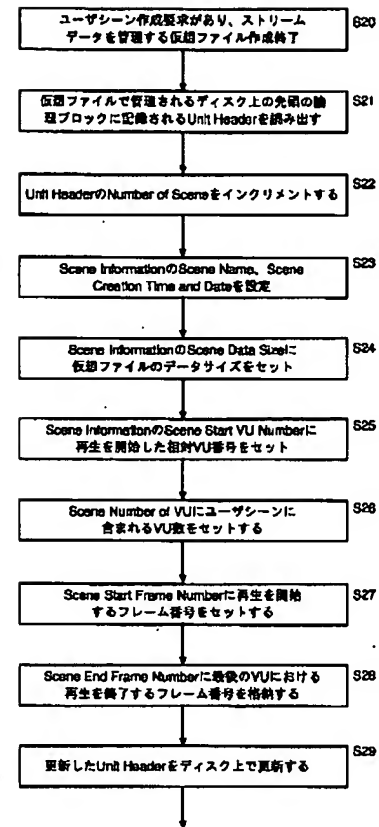 ユーザシーン作成要求があり、ストリーム
データを管理する仮想ファイル作成終了
S20
仮想ファイルで管理されるディスク上の先頭の論
理ブロックに記録されるUnit Headerを読み出す
S21
Unit HeaderのNumber of Sceneをインクリメントする
S22
Scene InformationのScene Name、Scene
Creation Time and Dateを設定
S23
Scene InformationのScene Data Sizeに
仮想ファイルのデータサイズをセット
S24
Scene InformationのScene Start VU Numberに
再生を開始した相対VU番号をセット
S25
Scene Number of VUにユーザシーンに
含まれるVU数をセットする
S26
Scene Start Frame Numberに再生を開始
するフレーム番号をセットする
S27
Scene End Frame Numberに最後のVUにおける
再生を終了するフレーム番号を格納する
S28
更新したUnit Headerをディスク上で更新する
S29